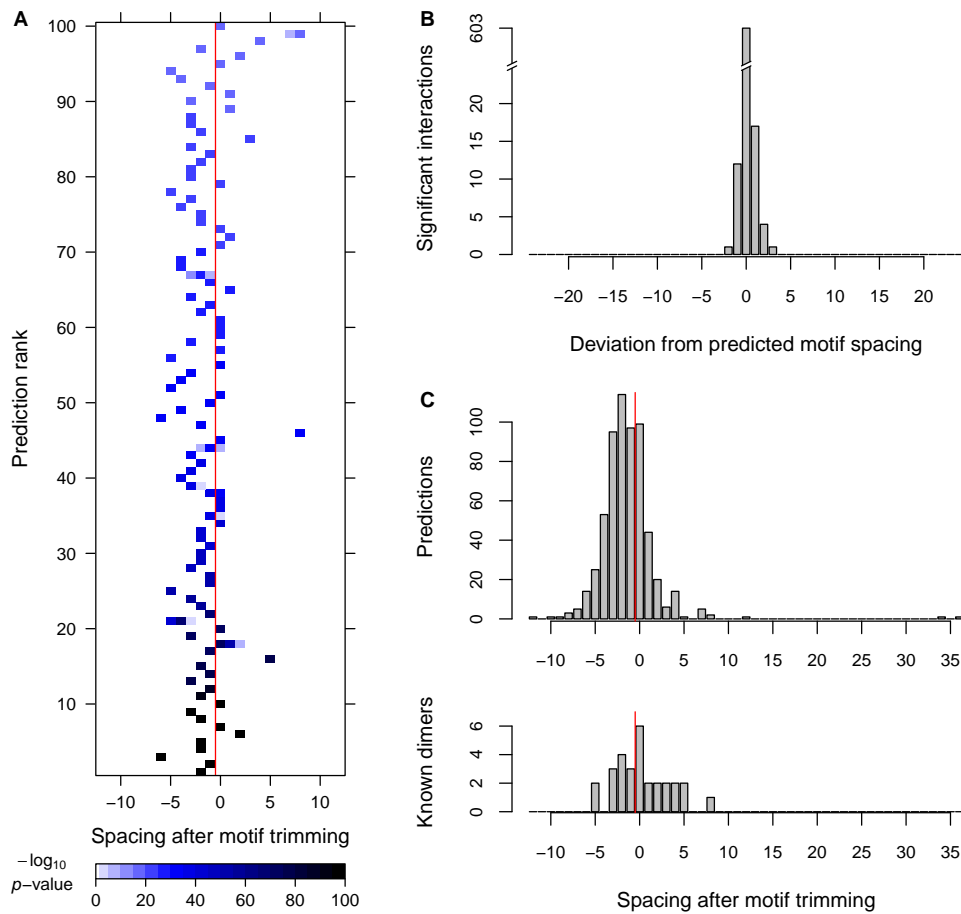 A
100
90
80
70
60
50
40
30
20
10
Prediction rank
−10 −5 0 5 10
Spacing after motif trimming
−log10
p−value
0 20 40 60 80 100
B
603
20
15
10
5
0
Significant interactions
−20 −15 −10 −5 0 5 10 15 20
Deviation from predicted motif spacing
C
100
80
60
40
20
0
Predictions
−10 −5 0 5 10 15 20 25 30 35
6
4
2
0
Known dimers
−10 −5 0 5 10 15 20 25 30 35
Spacing after motif trimming